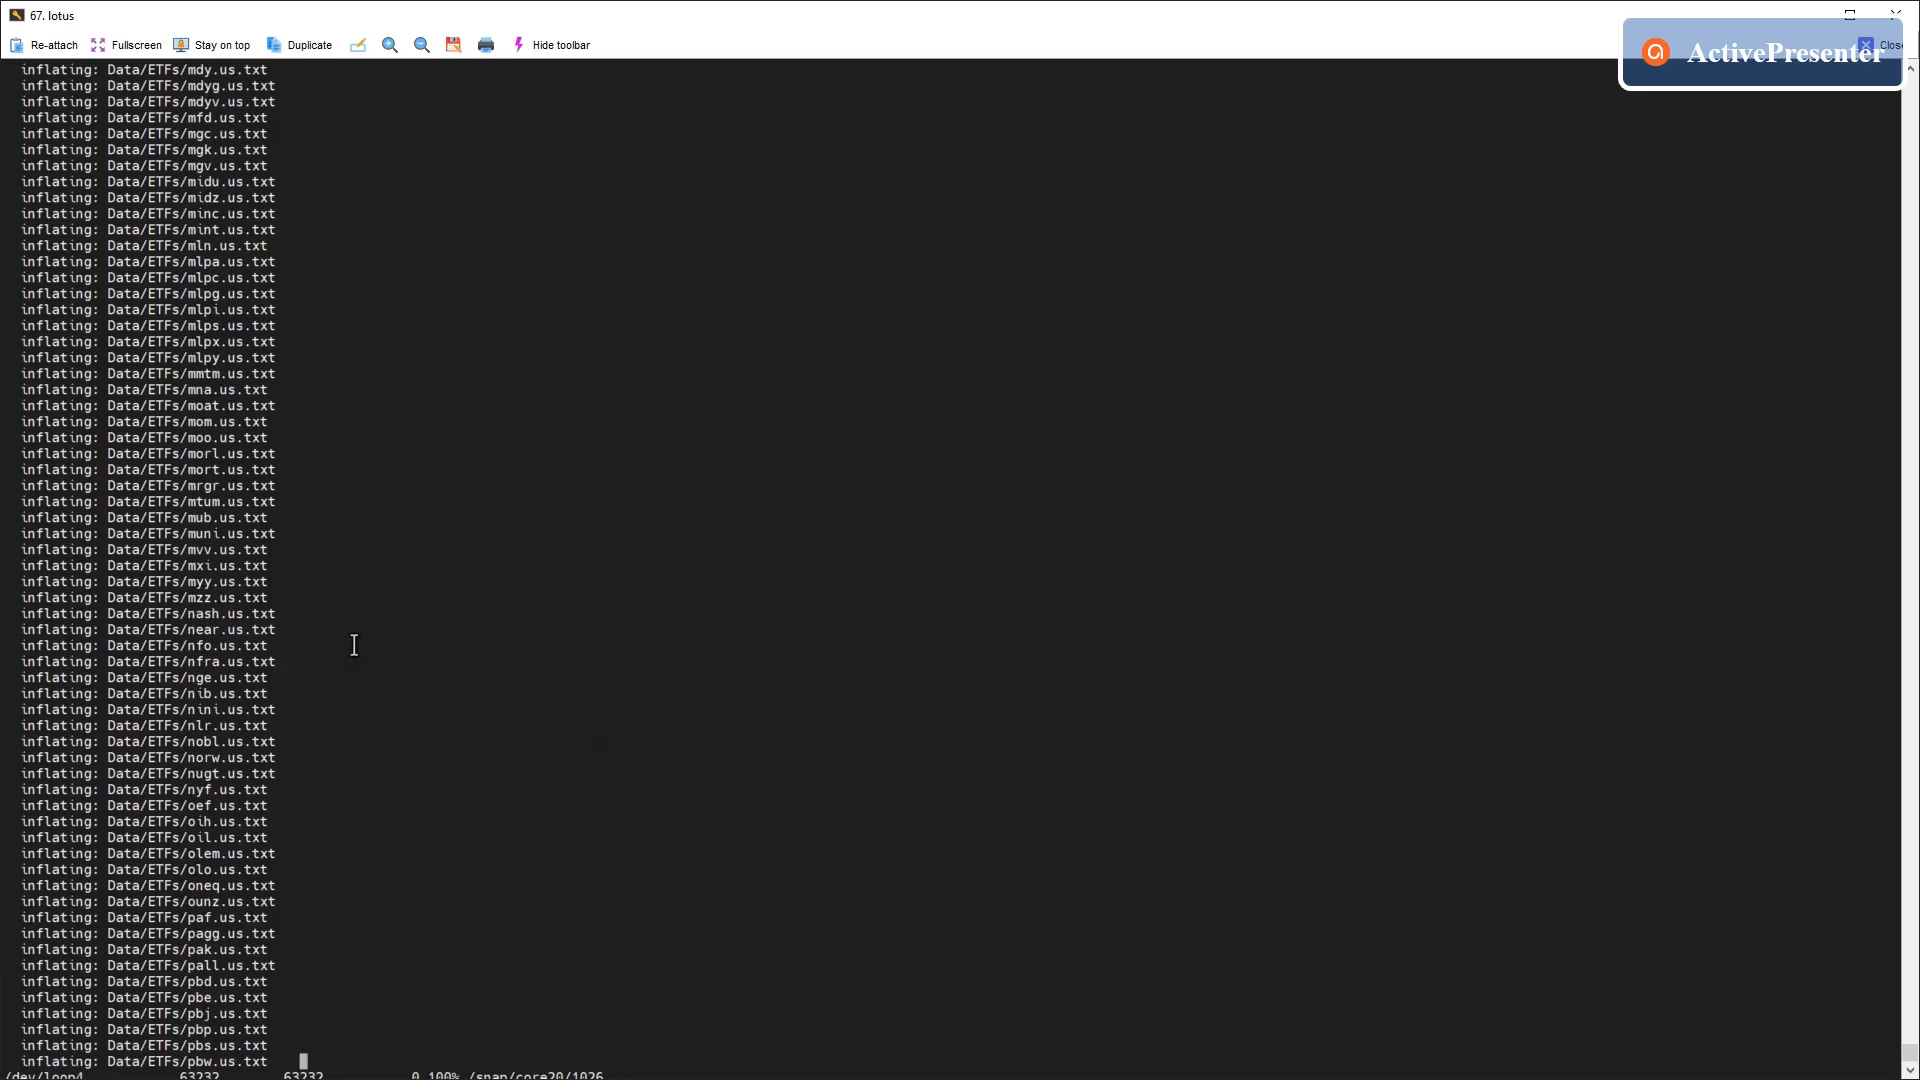 67. lotus
Re-attach Fullscreen Stay on top Duplicate Hide toolbar Close
ActivePresenter
inflating: Data/ETFs/mdy.us.txt
inflating: Data/ETFs/mdyg.us.txt
inflating: Data/ETFs/mdyv.us.txt
inflating: Data/ETFs/mfd.us.txt
inflating: Data/ETFs/mgc.us.txt
inflating: Data/ETFs/mgk.us.txt
inflating: Data/ETFs/mgv.us.txt
inflating: Data/ETFs/midu.us.txt
inflating: Data/ETFs/midz.us.txt
inflating: Data/ETFs/minc.us.txt
inflating: Data/ETFs/mint.us.txt
inflating: Data/ETFs/mln.us.txt
inflating: Data/ETFs/mlpa.us.txt
inflating: Data/ETFs/mlpc.us.txt
inflating: Data/ETFs/mlpg.us.txt
inflating: Data/ETFs/mlpi.us.txt
inflating: Data/ETFs/mlps.us.txt
inflating: Data/ETFs/mlpx.us.txt
inflating: Data/ETFs/mlpy.us.txt
inflating: Data/ETFs/mmtm.us.txt
inflating: Data/ETFs/mna.us.txt
inflating: Data/ETFs/moat.us.txt
inflating: Data/ETFs/mom.us.txt
inflating: Data/ETFs/moo.us.txt
inflating: Data/ETFs/morl.us.txt
inflating: Data/ETFs/mort.us.txt
inflating: Data/ETFs/mrgr.us.txt
inflating: Data/ETFs/mtum.us.txt
inflating: Data/ETFs/mub.us.txt
inflating: Data/ETFs/muni.us.txt
inflating: Data/ETFs/mvv.us.txt
inflating: Data/ETFs/mxi.us.txt
inflating: Data/ETFs/myy.us.txt
inflating: Data/ETFs/mzz.us.txt
inflating: Data/ETFs/nash.us.txt
inflating: Data/ETFs/near.us.txt
inflating: Data/ETFs/nfo.us.txt
inflating: Data/ETFs/nfra.us.txt
inflating: Data/ETFs/nge.us.txt
inflating: Data/ETFs/nib.us.txt
inflating: Data/ETFs/nini.us.txt
inflating: Data/ETFs/nlr.us.txt
inflating: Data/ETFs/nobl.us.txt
inflating: Data/ETFs/norw.us.txt
inflating: Data/ETFs/nugt.us.txt
inflating: Data/ETFs/nyf.us.txt
inflating: Data/ETFs/oef.us.txt
inflating: Data/ETFs/oih.us.txt
inflating: Data/ETFs/oil.us.txt
inflating: Data/ETFs/olem.us.txt
inflating: Data/ETFs/olo.us.txt
inflating: Data/ETFs/oneq.us.txt
inflating: Data/ETFs/ounz.us.txt
inflating: Data/ETFs/paf.us.txt
inflating: Data/ETFs/pagg.us.txt
inflating: Data/ETFs/pak.us.txt
inflating: Data/ETFs/pall.us.txt
inflating: Data/ETFs/pbd.us.txt
inflating: Data/ETFs/pbe.us.txt
inflating: Data/ETFs/pbj.us.txt
inflating: Data/ETFs/pbp.us.txt
inflating: Data/ETFs/pbs.us.txt
inflating: Data/ETFs/pbw.us.txt
/dev/loop4 63232 63232 0 100% /snap/core20/1026